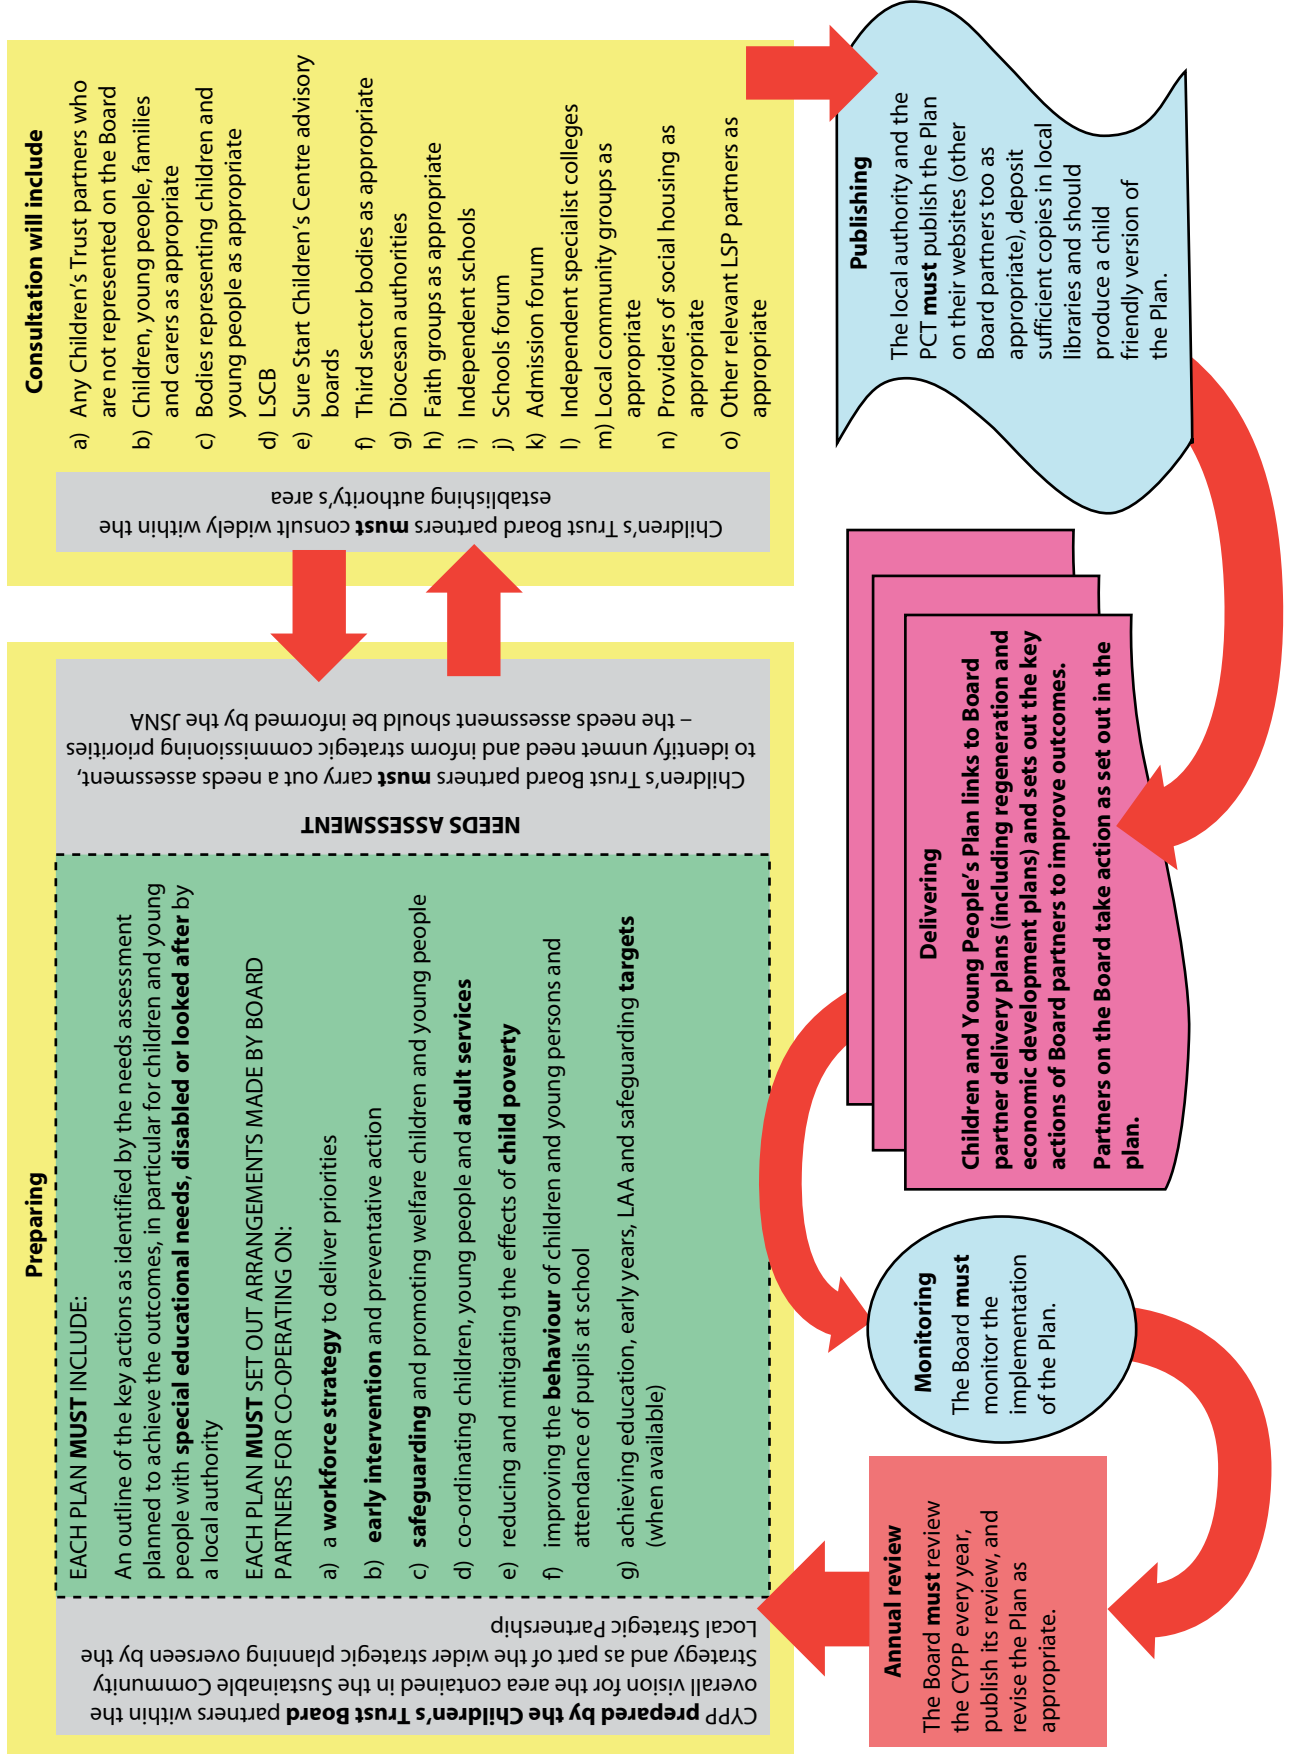 Preparing
CYPP prepared by the Children's Trust Board partners within the
overall vision for the area contained in the Sustainable Community
Strategy and as part of the wider strategic planning overseen by the
Local Strategic Partnership
EACH PLAN MUST INCLUDE:
An outline of the key actions as identified by the needs assessment
planned to achieve the outcomes, in particular for children and young
people with special educational needs, disabled or looked after by
a local authority
EACH PLAN MUST SET OUT ARRANGEMENTS MADE BY BOARD
PARTNERS FOR CO-OPERATING ON:
a) a workforce strategy to deliver priorities
b) early intervention and preventative action
c) safeguarding and promoting welfare children and young people
d) co-ordinating children, young people and adult services
e) reducing and mitigating the effects of child poverty
f) improving the behaviour of children and young persons and
attendance of pupils at school
g) achieving education, early years, LAA and safeguarding targets
(when available)
NEEDS ASSESSMENT
Children's Trust Board partners must carry out a needs assessment,
to identify unmet need and inform strategic commissioning priorities
– the needs assessment should be informed by the JSNA
Children's Trust Board partners must consult widely within the
establishing authority's area
Consultation will include
a) Any Children's Trust partners who
are not represented on the Board
b) Children, young people, families
and carers as appropriate
c) Bodies representing children and
young people as appropriate
d) LSCB
e) Sure Start Children's Centre advisory
boards
f) Third sector bodies as appropriate
g) Diocesan authorities
h) Faith groups as appropriate
i) Independent schools
j) Schools forum
k) Admission forum
l) Independent specialist colleges
m) Local community groups as
appropriate
n) Providers of social housing as
appropriate
o) Other relevant LSP partners as
appropriate
Publishing
The local authority and the
PCT must publish the Plan
on their websites (other
Board partners too as
appropriate), deposit
sufficient copies in local
libraries and should
produce a child
friendly version of
the Plan.
Delivering
Children and Young People's Plan links to Board
partner delivery plans (including regeneration and
economic development plans) and sets out the key
actions of Board partners to improve outcomes.
Partners on the Board take action as set out in the
plan.
Monitoring
The Board must
monitor the
implementation
of the Plan.
Annual review
The Board must review
the CYPP every year,
publish its review, and
revise the Plan as
appropriate.